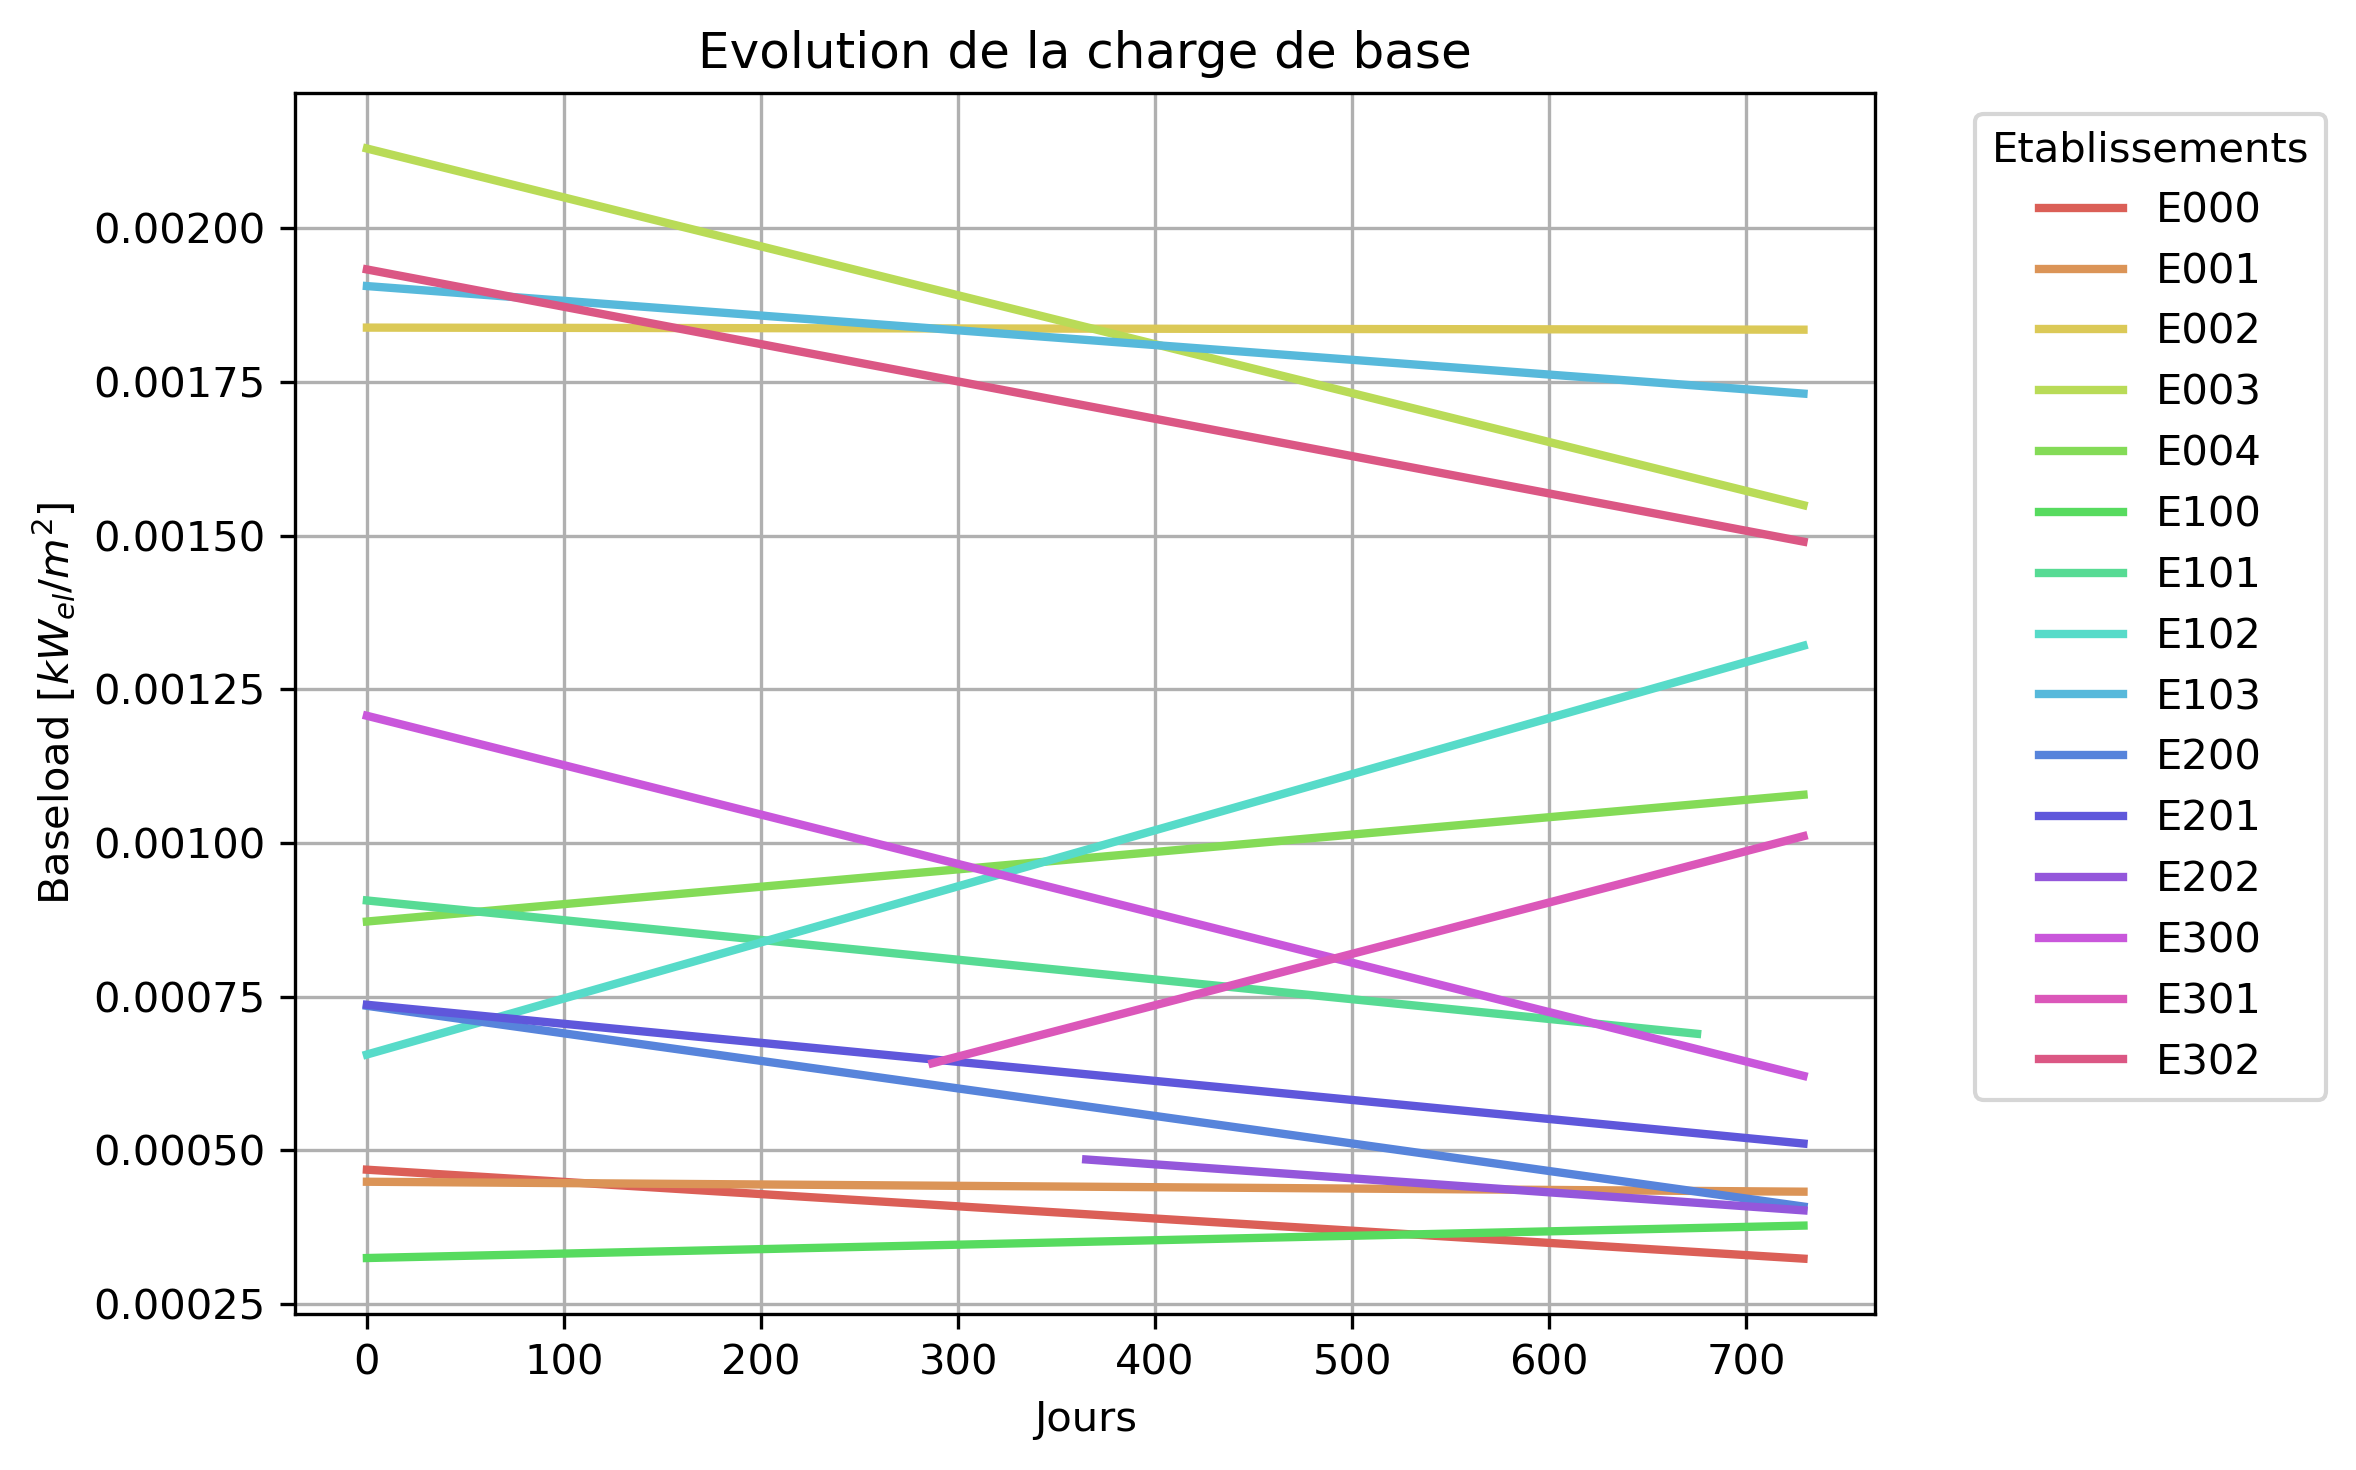 Evolution de la charge de base
Baseload [$kW_{el}/m^2$]
0.00200
0.00175
0.00150
0.00125
0.00100
0.00075
0.00050
0.00025
0 100 200 300 400 500 600 700
Jours
Etablissements
E000
E001
E002
E003
E004
E100
E101
E102
E103
E200
E201
E202
E300
E301
E302